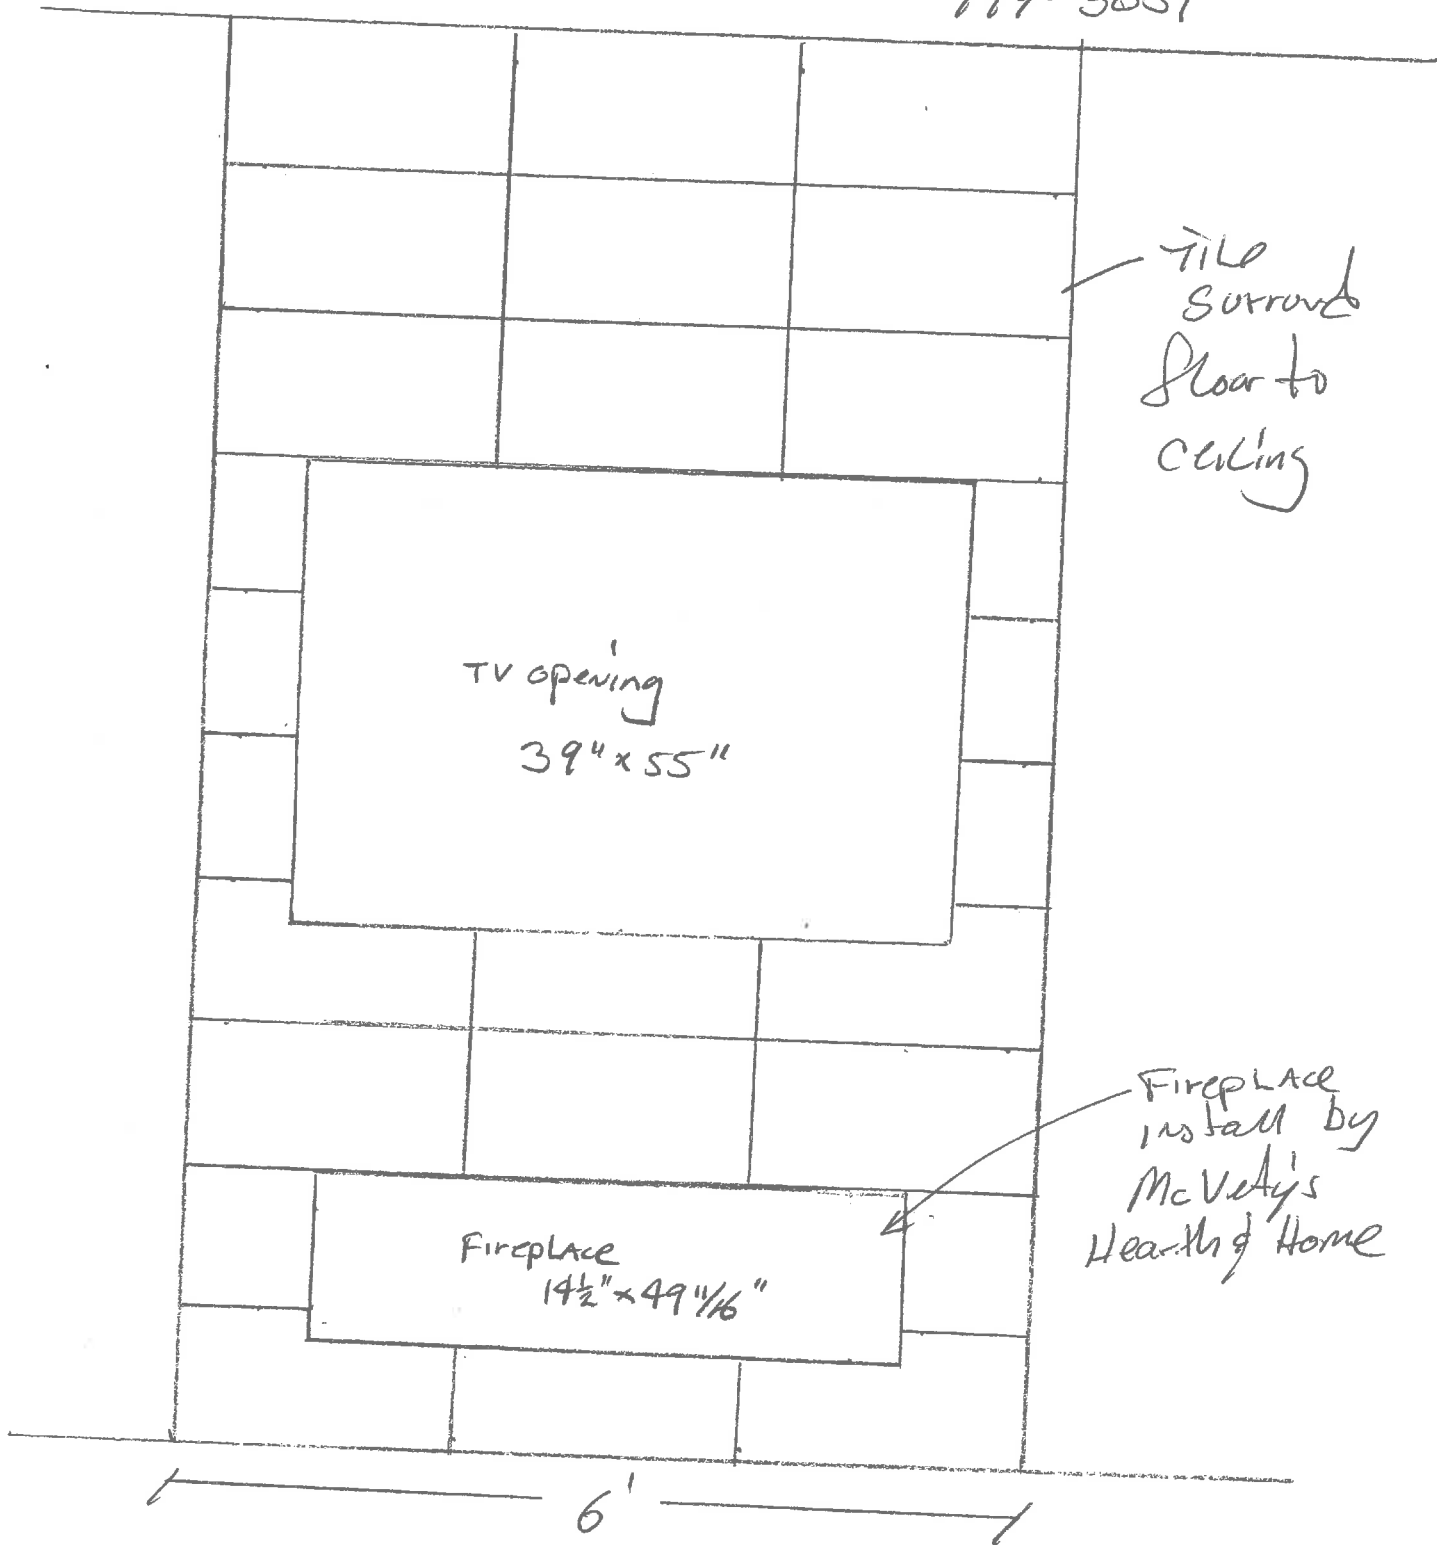 Tile
Surround
floor to
ceiling
TV opening
39" x 55"
Fireplace
install by
McVety's
Hearth & Home
Fireplace
14½" x 49 11/16"
6'